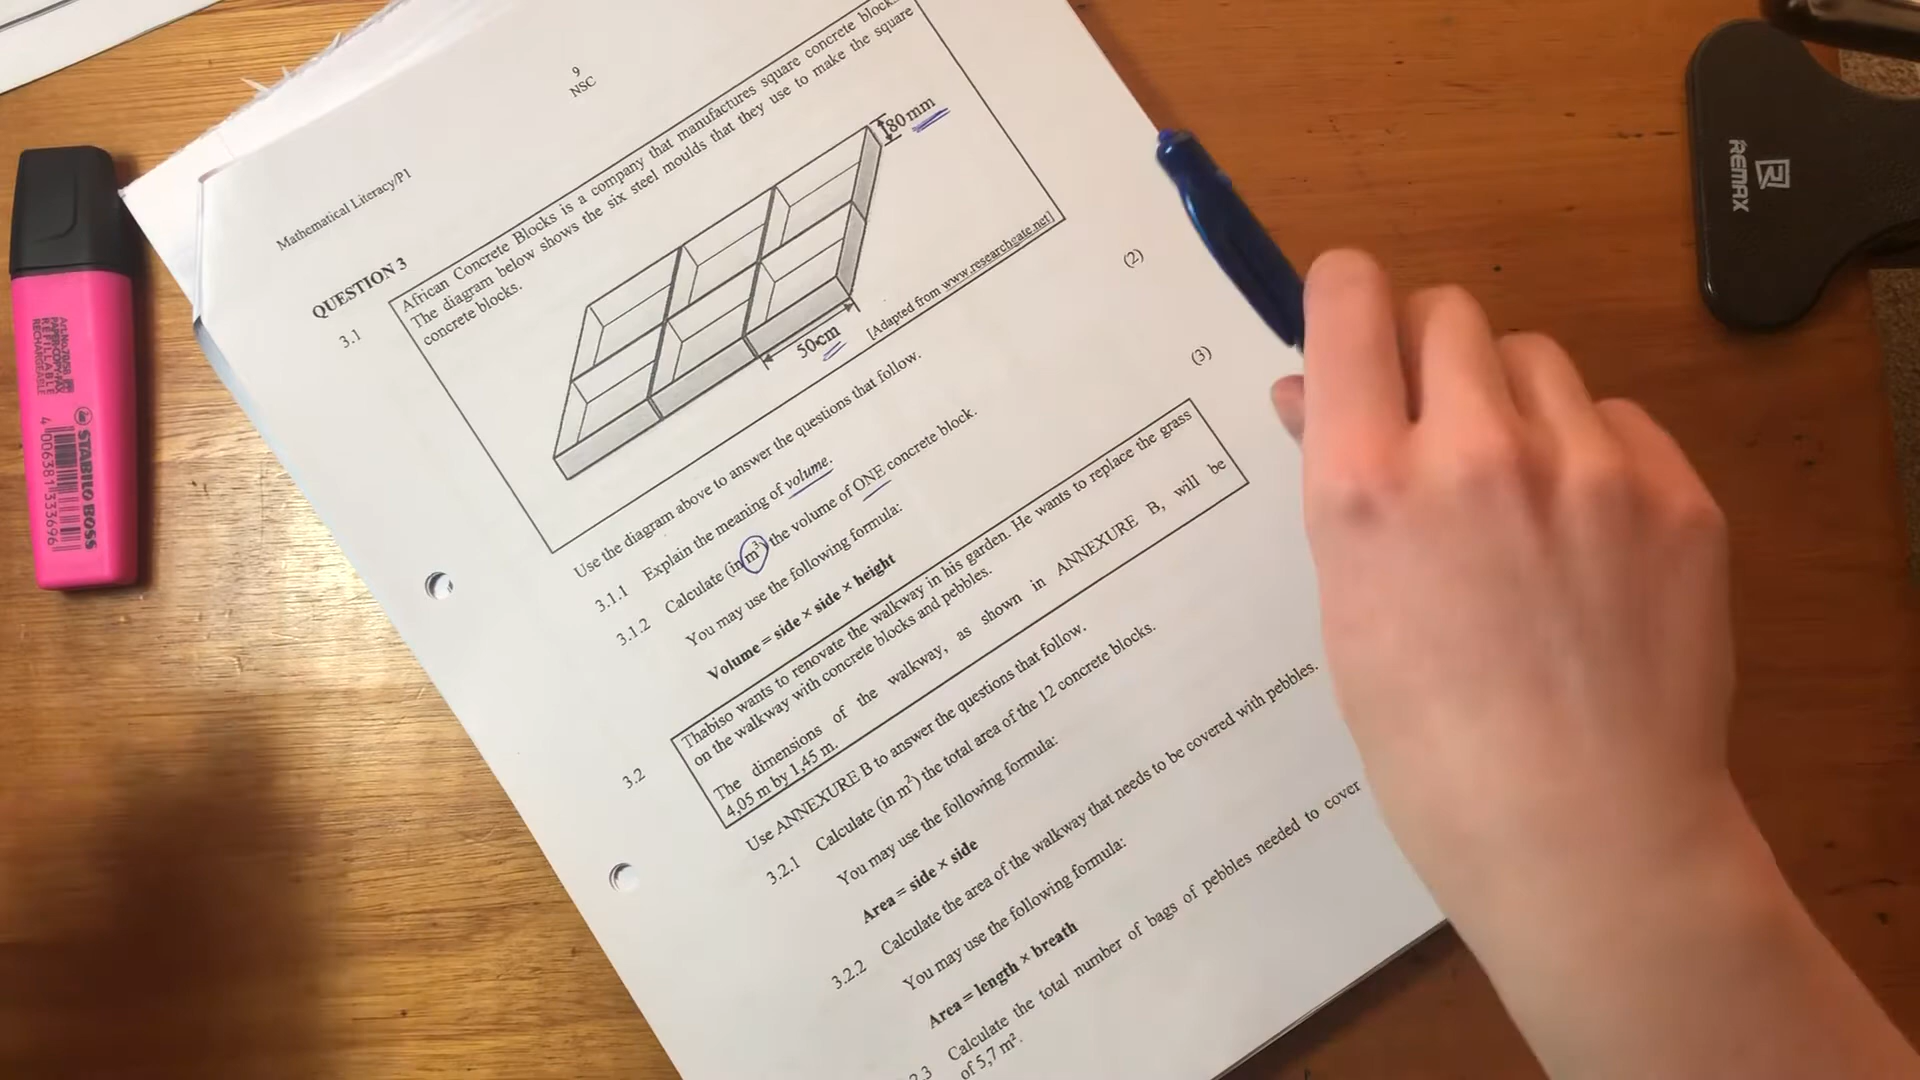 9
NSC
Mathematical Literacy/P1
QUESTION 3
3.1
African Concrete Blocks is a company that manufactures square concrete
The diagram below shows the six steel moulds that they use to make the square
concrete blocks.
80 mm
50 cm
[Adapted from www.researchgate.net]
Use the diagram above to answer the questions that follow.
3.1.1 Explain the meaning of volume. (2)
3.1.2 Calculate (in m³) the volume of ONE concrete block. (3)
You may use the following formula:
Volume = side × side × height
3.2
Thabiso wants to renovate the walkway in his garden. He wants to replace the grass
on the walkway with concrete blocks and pebbles.
The dimensions of the walkway, as shown in ANNEXURE B, will be
4,05 m by 1,45 m.
Use ANNEXURE B to answer the questions that follow.
3.2.1 Calculate (in m²) the total area of the 12 concrete blocks.
You may use the following formula:
Area = side × side
3.2.2 Calculate the area of the walkway that needs to be covered with pebbles.
You may use the following formula:
Area = length × breath
2.3 Calculate the total number of bags of pebbles needed to cover
of 5,7 m².
STABILO BOSS
REFILLABLE
RECHARGEABLE
4 006381 333696
REMAX